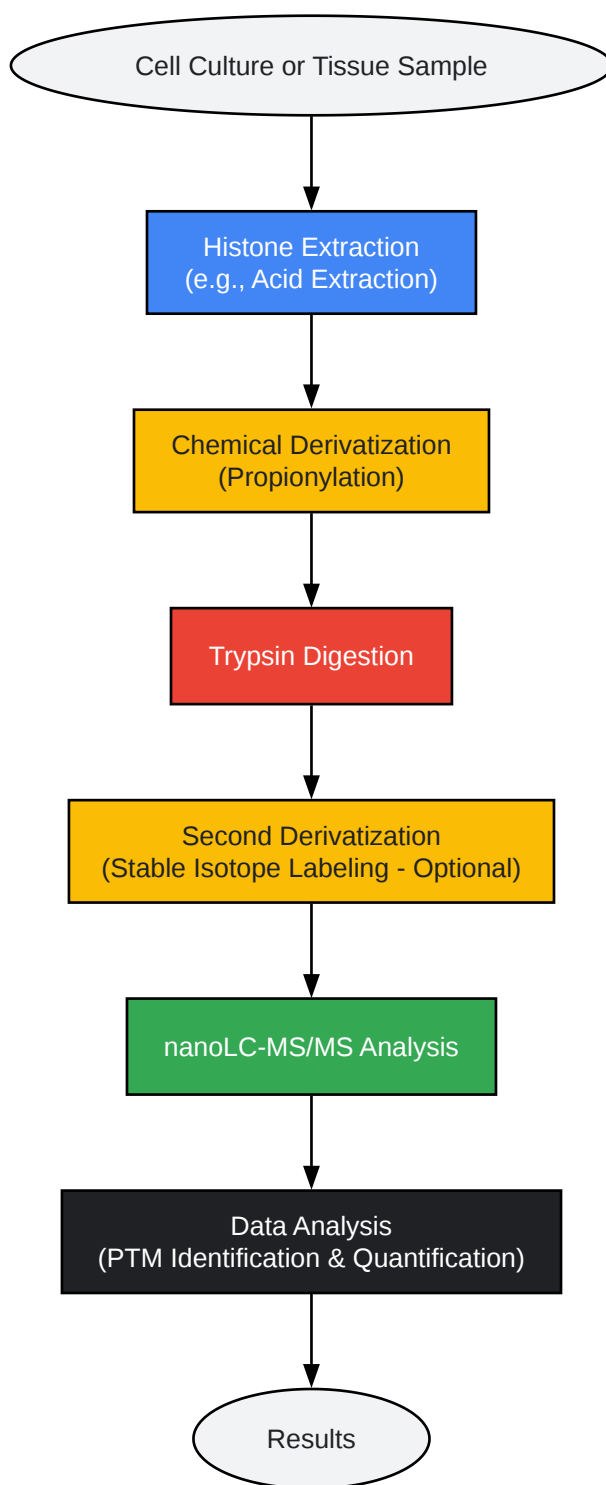 Cell Culture or Tissue Sample
Histone Extraction
(e.g., Acid Extraction)
Chemical Derivatization
(Propionylation)
Trypsin Digestion
Second Derivatization
(Stable Isotope Labeling - Optional)
nanoLC-MS/MS Analysis
Data Analysis
(PTM Identification & Quantification)
Results